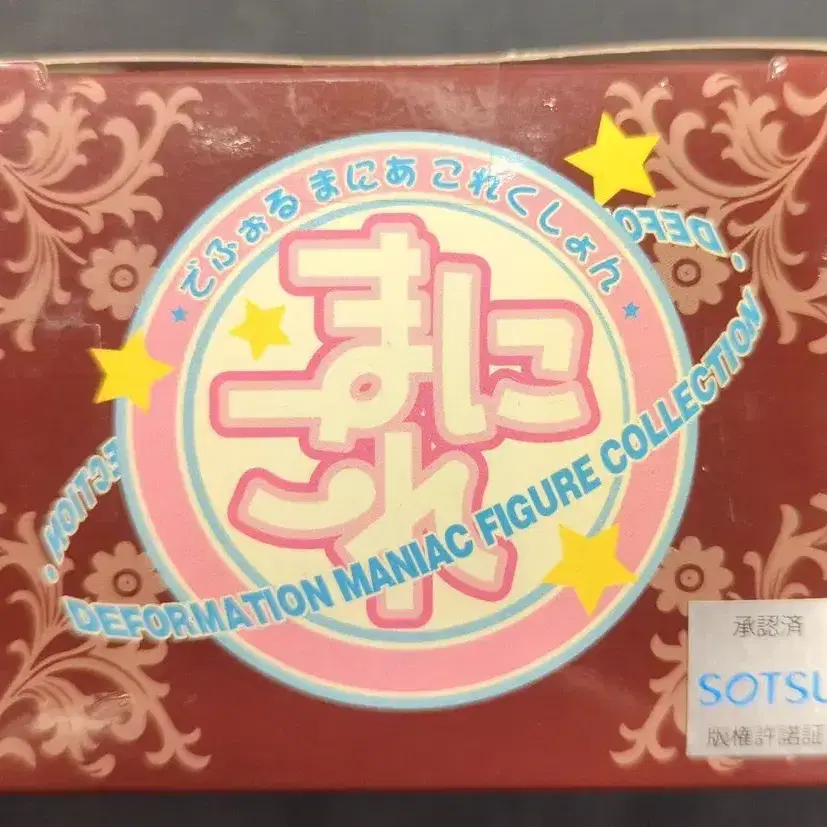 でふぉる まにあ これくしょん
まに
これ
DEFORMATION MANIAC FIGURE COLLECTION
承認済
SOTSU
版権許諾証